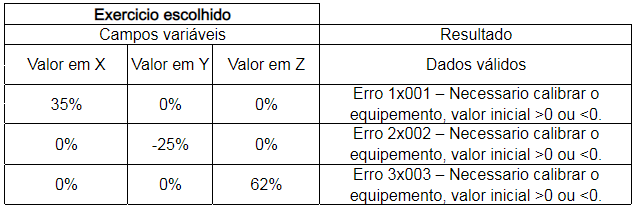 Exercicio escolhido
Campos variáveis Resultado
Valor em X Valor em Y Valor em Z Dados válidos
35% 0% 0% Erro 1x001 – Necessario calibrar o
equipemento, valor inicial >0 ou <0.
0% -25% 0% Erro 2x002 – Necessario calibrar o
equipemento, valor inicial >0 ou <0.
0% 0% 62% Erro 3x003 – Necessario calibrar o
equipemento, valor inicial >0 ou <0.